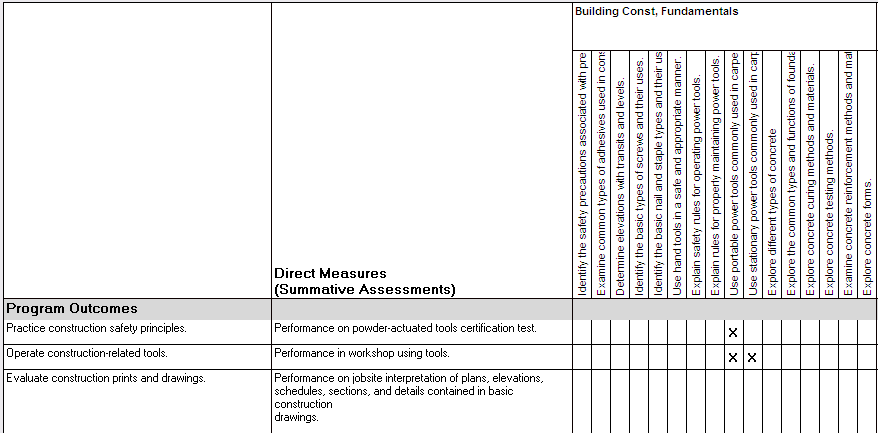 Building Const, Fundamentals
Identify the safety precautions associated with pre
Examine common types of adhesives used in cons
Determine elevations with transits and levels.
Identify the basic types of screws and their uses.
Identify the basic nail and staple types and their us
Use hand tools in a safe and appropriate manner.
Explain safety rules for operating power tools.
Explain rules for properly maintaining power tools.
Use portable power tools commonly used in carpe
Use stationary power tools commonly used in carp
Explore different types of concrete
Explore the common types and functions of founda
Explore concrete curing methods and materials.
Explore concrete testing methods.
Examine concrete reinforcement methods and mat
Explore concrete forms.
Direct Measures
(Summative Assessments)
Program Outcomes
Practice construction safety principles. Performance on powder-actuated tools certification test. X
Operate construction-related tools. Performance in workshop using tools. X X
Evaluate construction prints and drawings. Performance on jobsite interpretation of plans, elevations,
schedules, sections, and details contained in basic
construction
drawings.